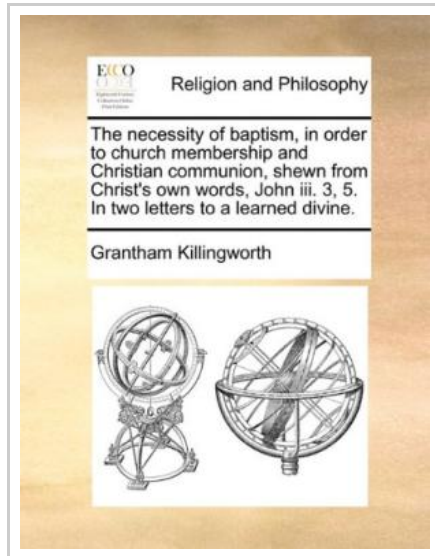 ECCO
Religion and Philosophy
The necessity of baptism, in order
to church membership and
Christian communion, shewn from
Christ's own words, John iii. 3, 5.
In two letters to a learned divine.
Grantham Killingworth